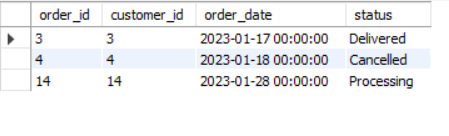 order_id customer_id order_date status
3 3 2023-01-17 00:00:00 Delivered
4 4 2023-01-18 00:00:00 Cancelled
14 14 2023-01-28 00:00:00 Processing